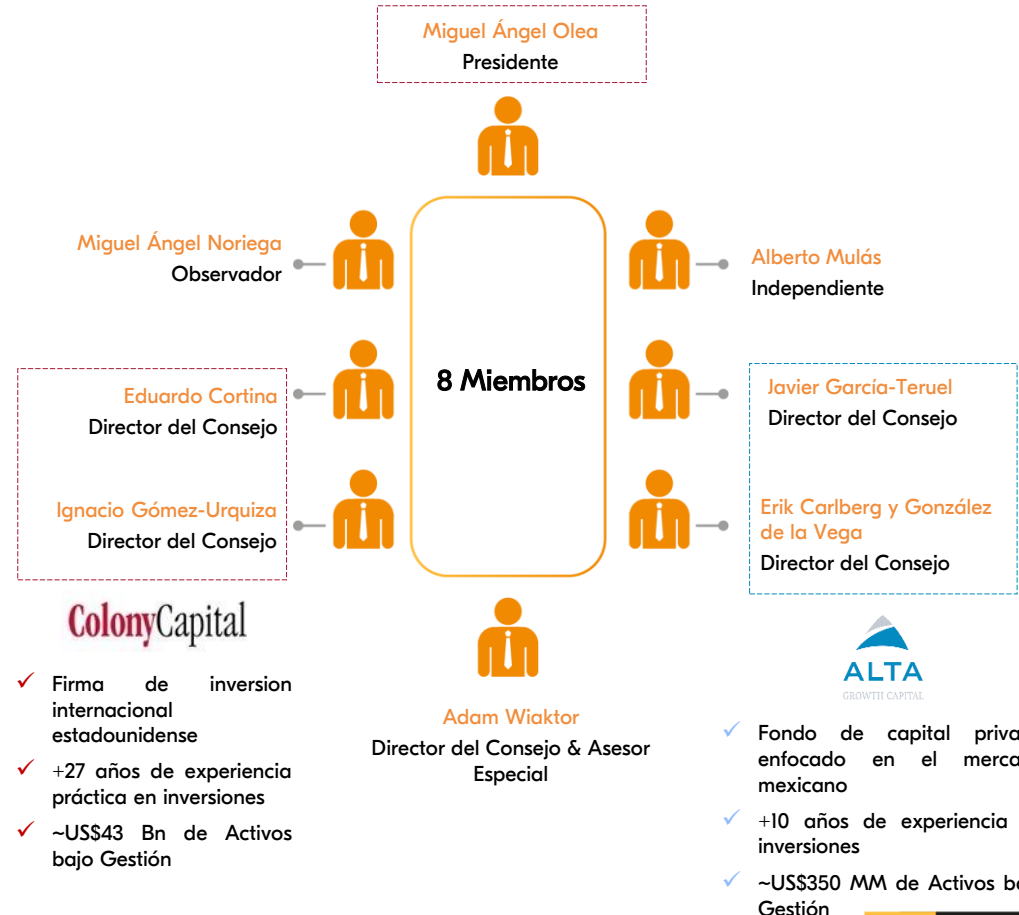 Miguel Ángel Olea
Presidente
Miguel Ángel Noriega
Observador
Alberto Mulás
Independiente
8 Miembros
Eduardo Cortina
Director del Consejo
Ignacio Gómez-Urquiza
Director del Consejo
Javier García-Teruel
Director del Consejo
Erik Carlberg y González
de la Vega
Director del Consejo
ColonyCapital
✓ Firma de inversion
internacional
estadounidense
✓ +27 años de experiencia
práctica en inversiones
✓ ~US$43 Bn de Activos
bajo Gestión
Adam Wiaktor
Director del Consejo & Asesor
Especial
ALTA
GROWTH CAPITAL
✓ Fondo de capital priva
enfocado en el merca
mexicano
✓ +10 años de experiencia
inversiones
✓ ~US$350 MM de Activos ba
Gestión